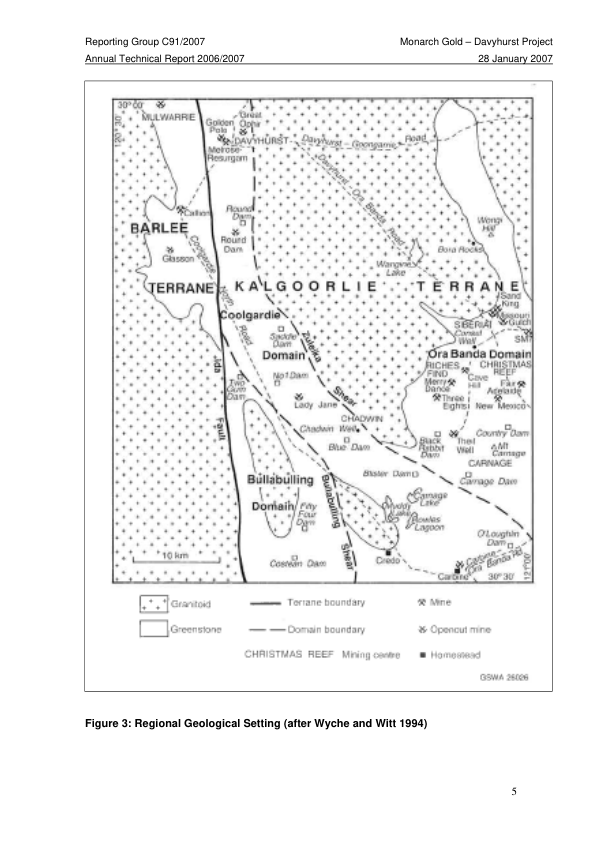 Reporting Group C91/2007
Monarch Gold – Davyhurst Project
Annual Technical Report 2006/2007
28 January 2007
30°00'
120°30'
MULWARRIE
Golden
Pole
Great
Ophir
DAVYHURST
Davyhurst – Goongarrie Road
Melrose-
Resurgam
Davyhurst – Ora Banda Road
Callion
Round
Dam
BARLEE
Round
Dam
Glasson
Wongi
Hill
Bora Rocks
Wangine
Lake
Coolgardie North Road
TERRANE
KALGOORLIE TERRANE
Sand
King
Missouri
Gulch
Coolgardie
SIBERIA
Consol
Well
Saddle
Dam
Zuleika
Domain
Ora Banda Domain
Ida
RICHES
FIND
CHRISTMAS
REEF
No1 Dam
Two
Gum
Dam
Merry
Dance
Cave
Hill
Fair
Adelaide
Shear
Three
Eights
New Mexico
Lady Jane
CHADWIN
Chadwin Well
Fault
Blue Dam
Black
Rabbit
Dam
Theil
Well
Country Dam
Mt
Carnage
CARNAGE
Blister Dam
Carnage Dam
Bullabulling
Bullabulling
Domain
Fifty
Four
Dam
Carnage
Lake
Muddy
Lake
Rowles
Lagoon
O'Loughlin
Dam
Shear
10 km
Costean Dam
Credo
Carbine
Carbine
Ora Banda Rd
30°30'
121°00'
Granitoid
Terrane boundary
Mine
Greenstone
Domain boundary
Opencut mine
CHRISTMAS REEF Mining centre
Homestead
GSWA 26026
Figure 3: Regional Geological Setting (after Wyche and Witt 1994)
5